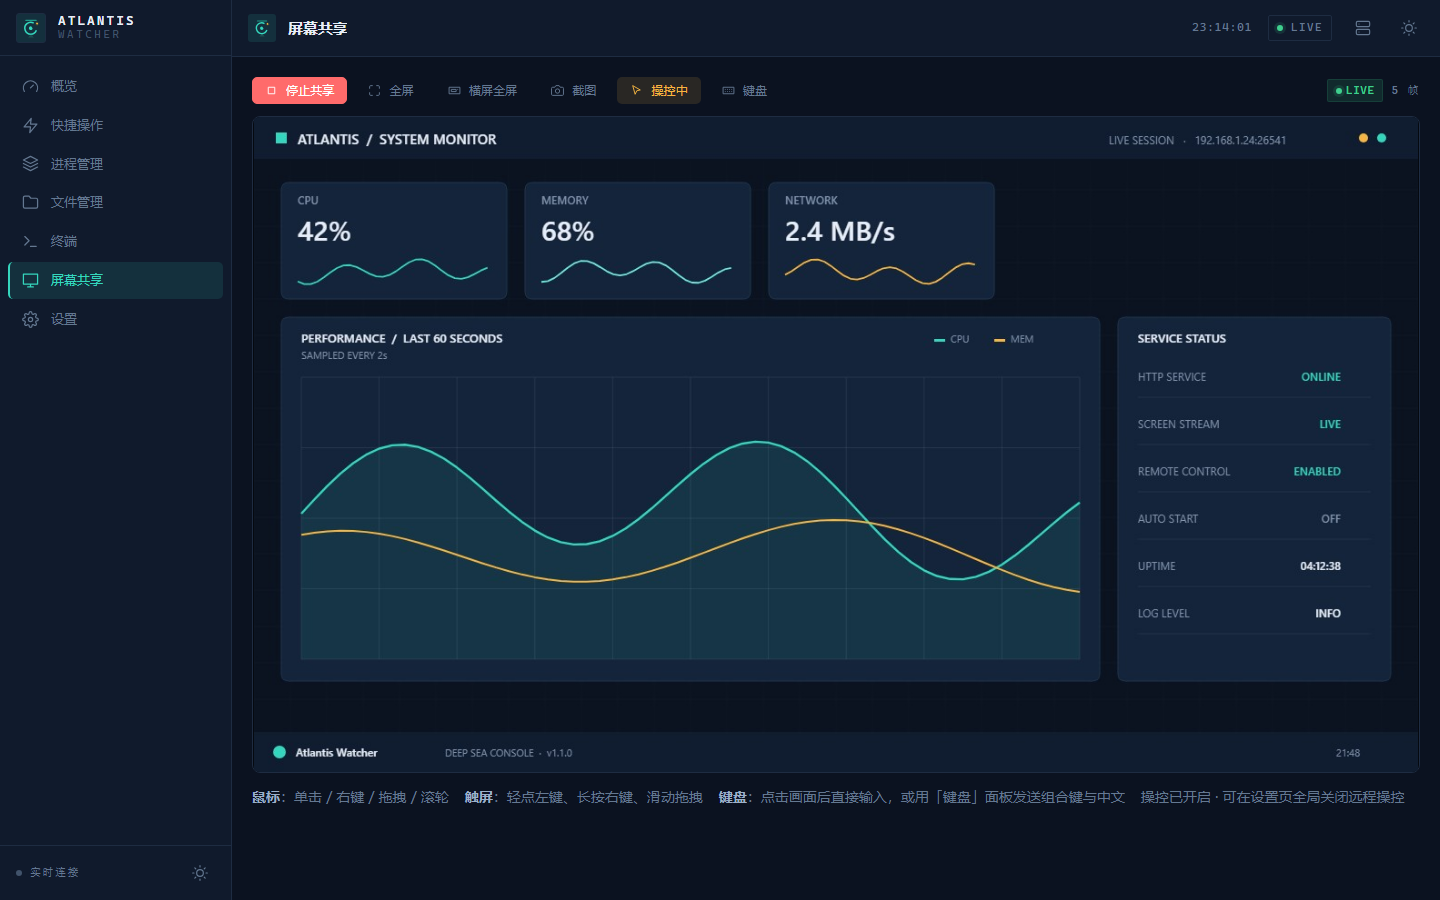 ATLANTIS
WATCHER
屏幕共享
23:14:01
LIVE
概览
快捷操作
进程管理
文件管理
终端
屏幕共享
设置
实时连接
停止共享
全屏
横屏全屏
截图
操控中
键盘
LIVE
5 帧
ATLANTIS / SYSTEM MONITOR
LIVE SESSION · 192.168.1.24:26541
CPU
42%
MEMORY
68%
NETWORK
2.4 MB/s
PERFORMANCE / LAST 60 SECONDS
SAMPLED EVERY 2s
CPU
MEM
SERVICE STATUS
HTTP SERVICE ONLINE
SCREEN STREAM LIVE
REMOTE CONTROL ENABLED
AUTO START OFF
UPTIME 04:12:38
LOG LEVEL INFO
Atlantis Watcher
DEEP SEA CONSOLE · v1.1.0
21:48
鼠标：单击 / 右键 / 拖拽 / 滚轮 触屏：轻点左键、长按右键、滑动拖拽 键盘：点击画面后直接输入，或用「键盘」面板发送组合键与中文 操控已开启 · 可在设置页全局关闭远程操控